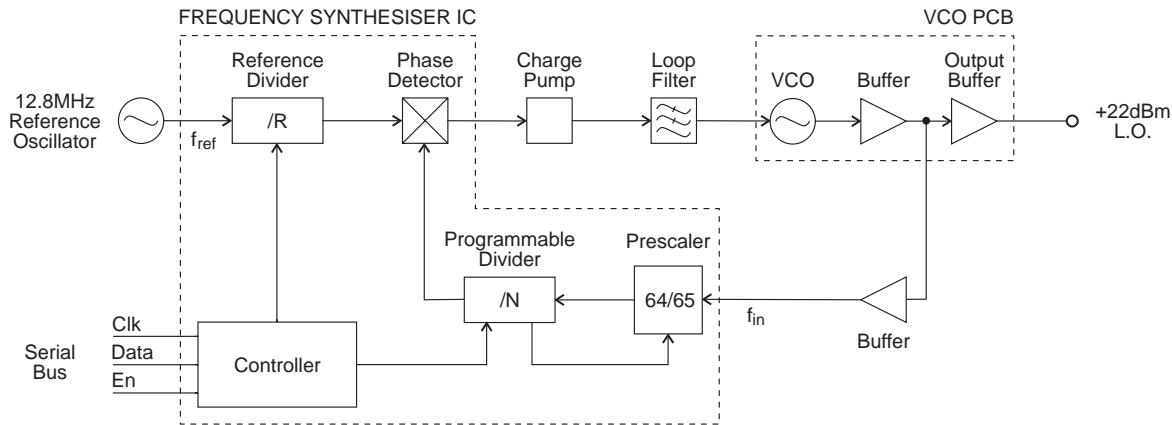 FREQUENCY SYNTHESISER IC
VCO PCB
Reference
Divider
Phase
Detector
Charge
Pump
Loop
Filter
VCO
Buffer
Output
Buffer
12.8MHz
Reference
Oscillator
fref
/R
+22dBm
L.O.
Programmable
Divider
Prescaler
/N
64/65
fin
Buffer
Serial
Bus
Clk
Data
En
Controller